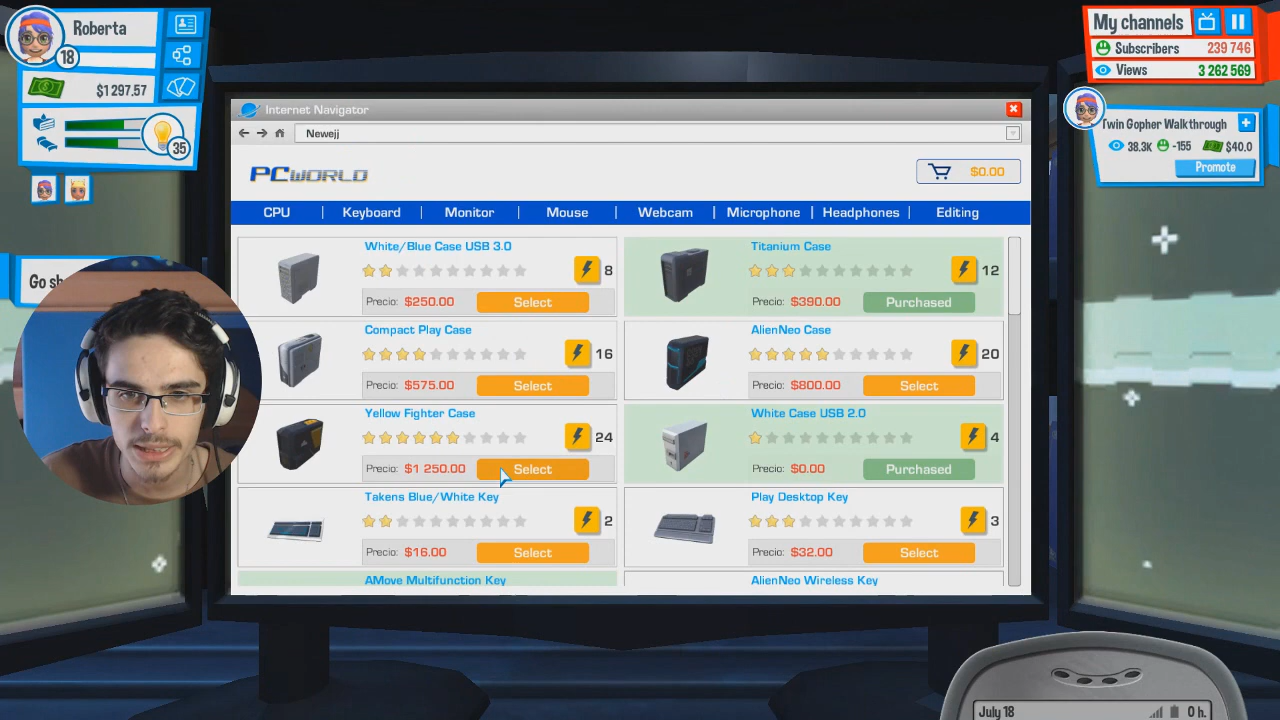 Roberta
18
$1 297.57
35
My channels
Subscribers 239 746
Views 3 262 569
Twin Gopher Walkthrough
38.3K -155 $40.0
Promote
Internet Navigator
Newejj
PCWORLD
$0.00
CPU | Keyboard | Monitor | Mouse | Webcam | Microphone | Headphones | Editing
White/Blue Case USB 3.0
8
Precio: $250.00 Select
Titanium Case
12
Precio: $390.00 Purchased
Compact Play Case
16
Precio: $575.00 Select
AlienNeo Case
20
Precio: $800.00 Select
Yellow Fighter Case
24
Precio: $1 250.00 Select
White Case USB 2.0
4
Precio: $0.00 Purchased
Takens Blue/White Key
2
Precio: $16.00 Select
Play Desktop Key
3
Precio: $32.00 Select
AMove Multifunction Key
AlienNeo Wireless Key
Go
July 18
0 h.